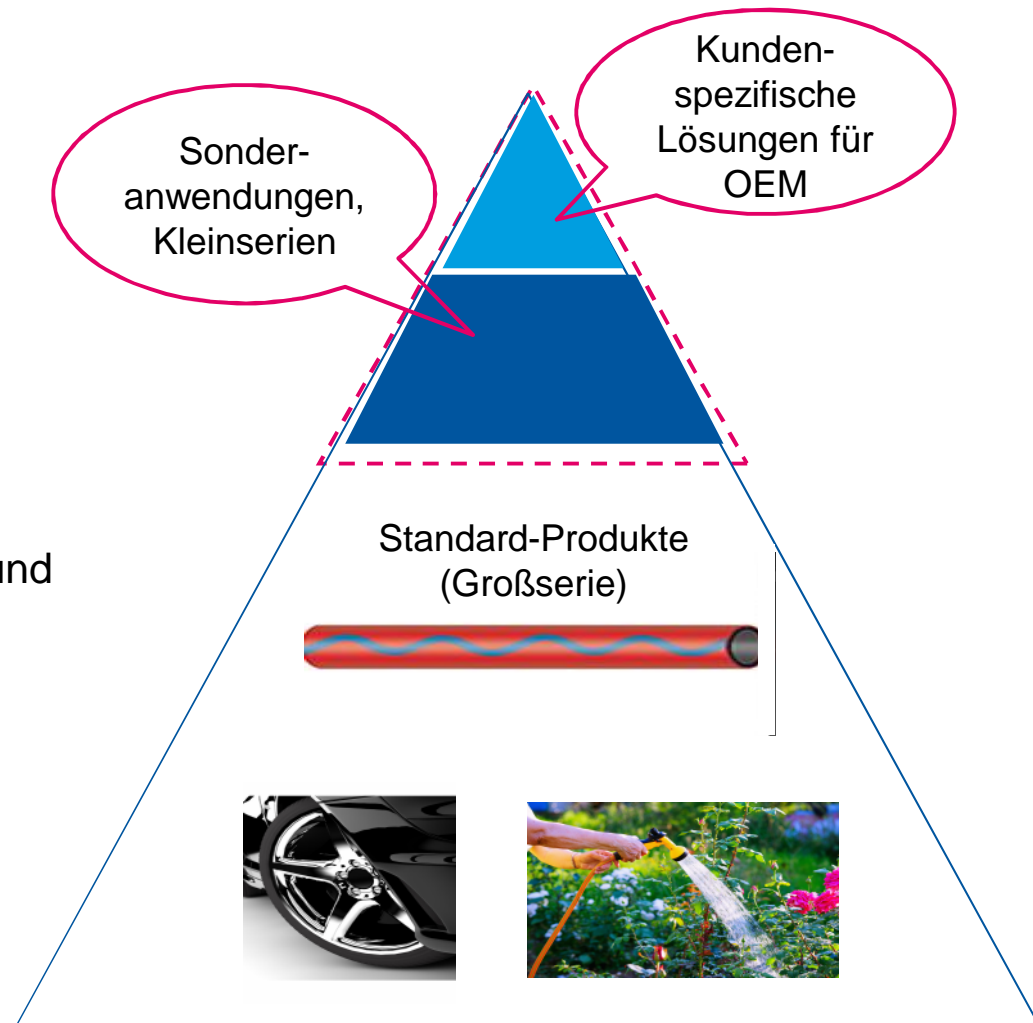 Kunden-
spezifische
Lösungen für
OEM
Sonder-
anwendungen,
Kleinserien
Standard-Produkte
(Großserie)
und